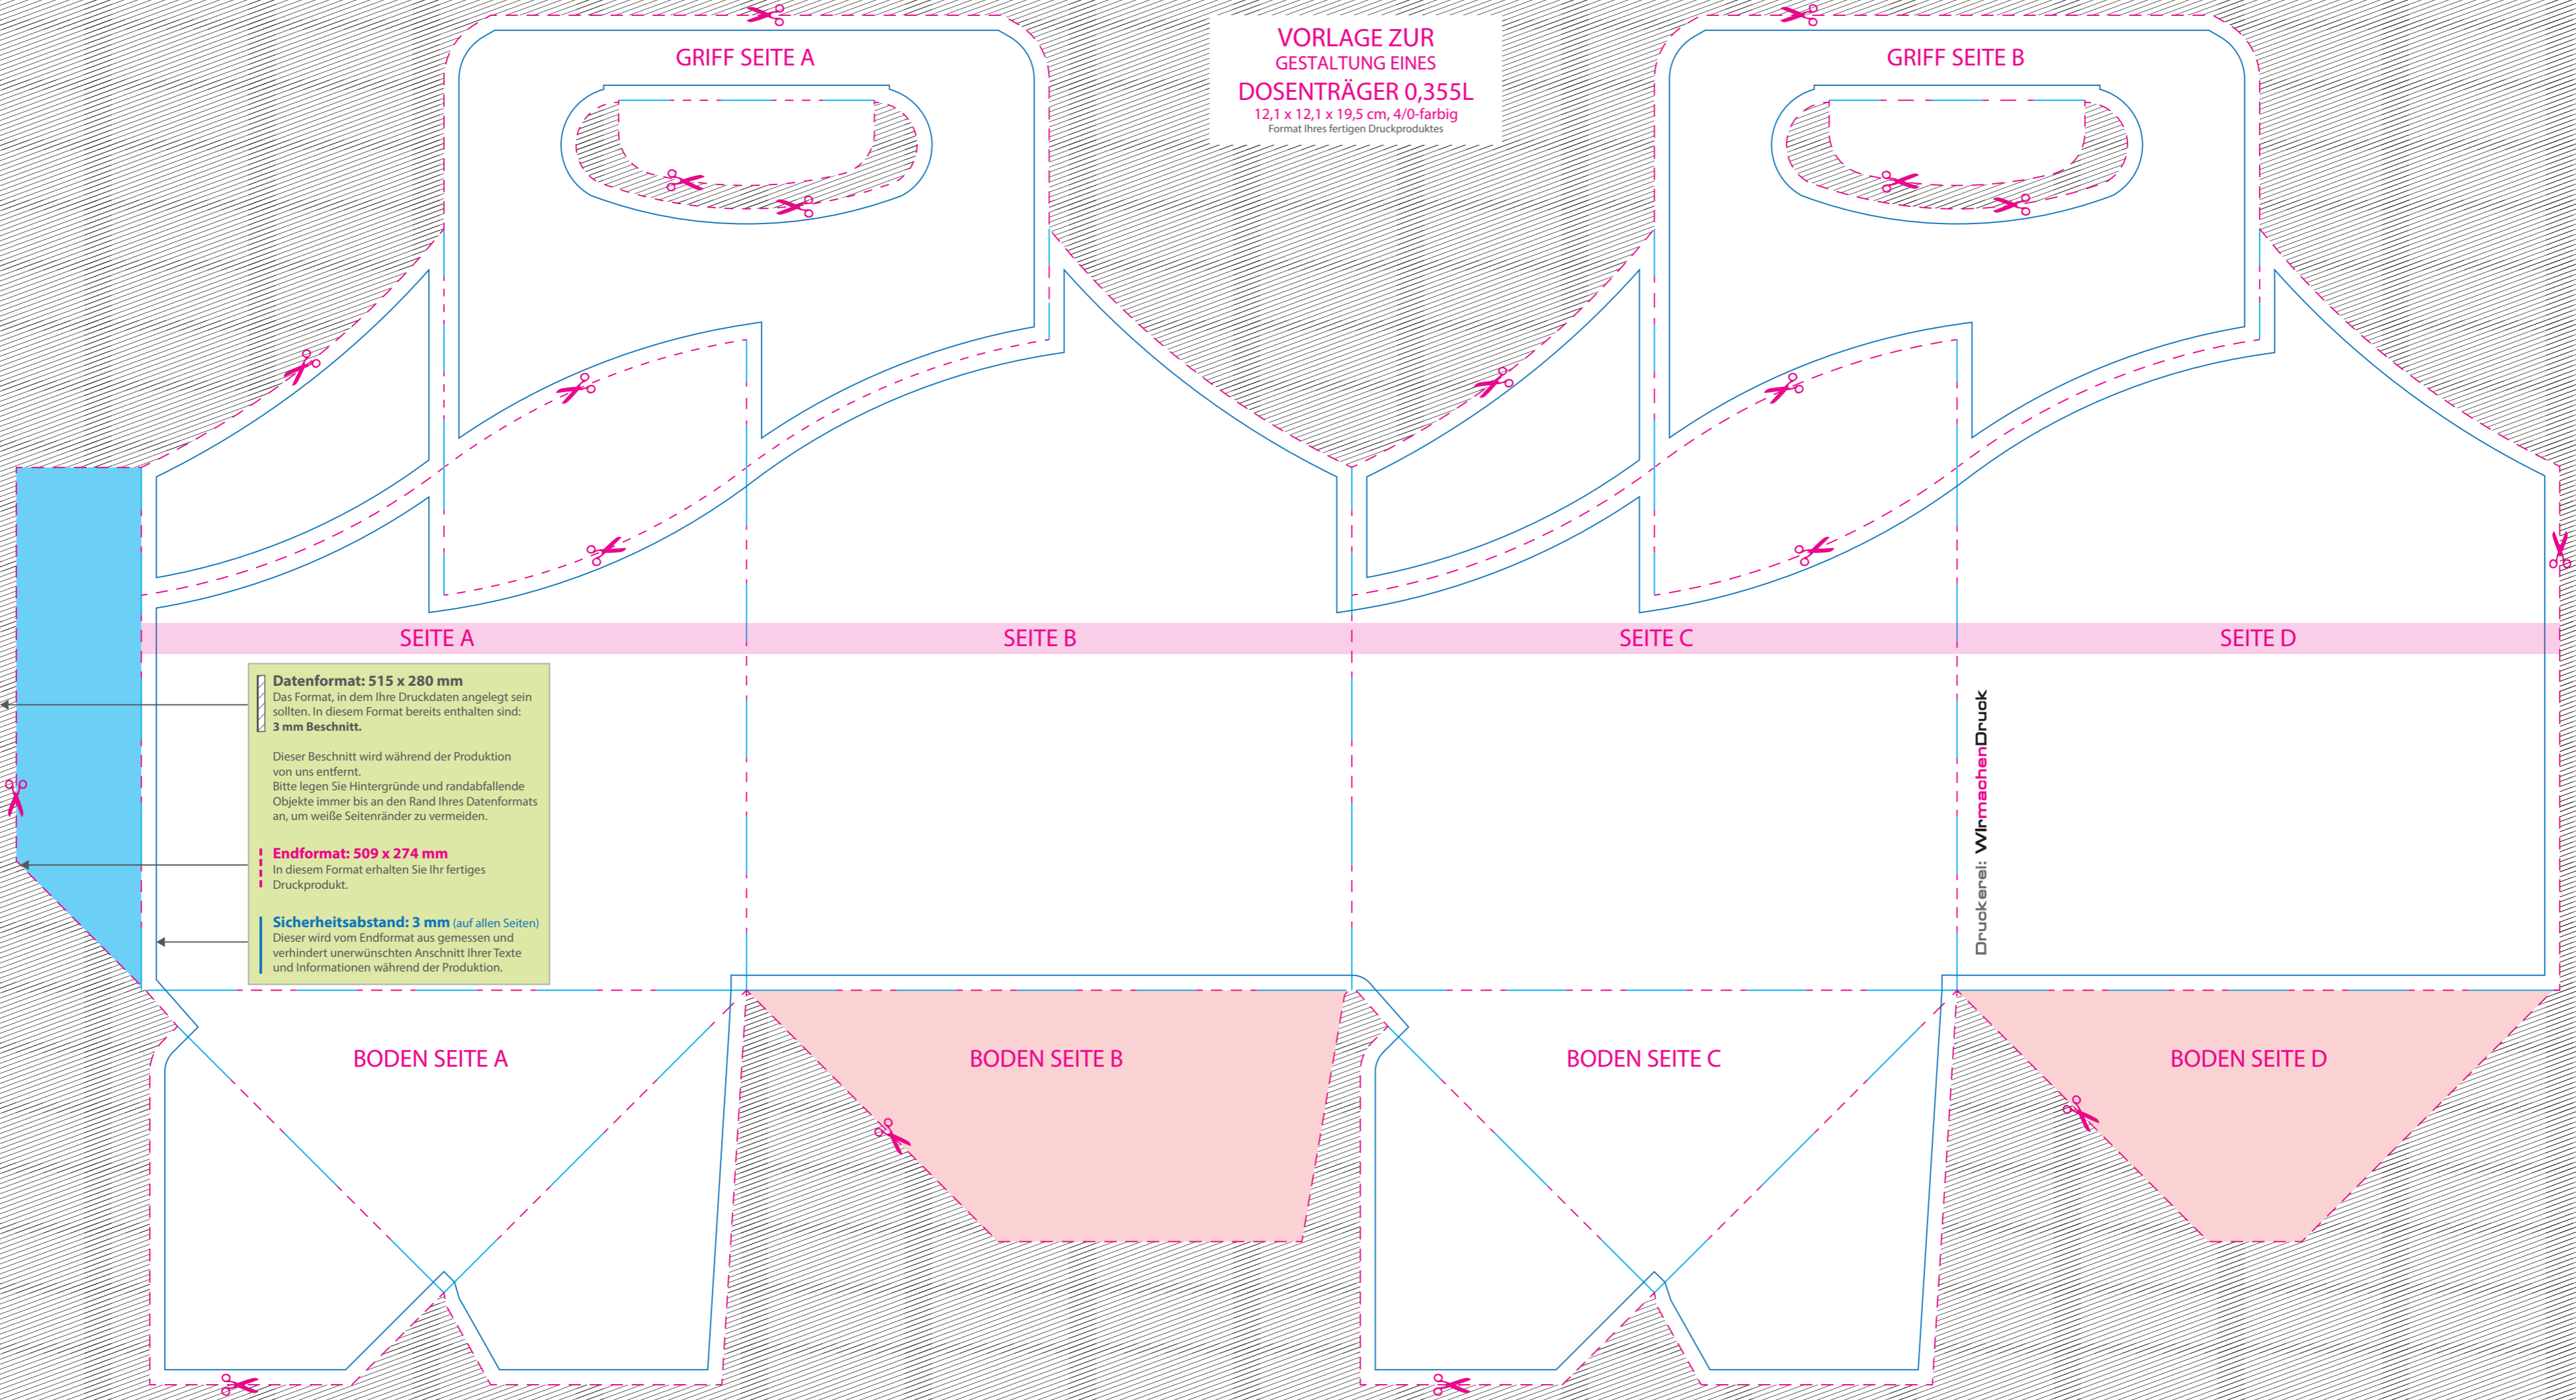 GRIFF SEITE A
VORLAGE ZUR
GESTALTUNG EINES
DOSENTRÄGER 0,355L
12,1 x 12,1 x 19,5 cm, 4/0-farbig
Format Ihres fertigen Druckproduktes
GRIFF SEITE B
SEITE A
SEITE B
SEITE C
SEITE D
Datenformat: 515 x 280 mm
Das Format, in dem Ihre Druckdaten angelegt sein
sollten. In diesem Format bereits enthalten sind:
3 mm Beschnitt.
Dieser Beschnitt wird während der Produktion
von uns entfernt.
Bitte legen Sie Hintergründe und randabfallende
Objekte immer bis an den Rand Ihres Datenformats
an, um weiße Seitenränder zu vermeiden.
Endformat: 509 x 274 mm
In diesem Format erhalten Sie Ihr fertiges
Druckprodukt.
Sicherheitsabstand: 3 mm (auf allen Seiten)
Dieser wird vom Endformat aus gemessen und
verhindert unerwünschten Anschnitt Ihrer Texte
und Informationen während der Produktion.
Druckerei: WIrmachenDruck
BODEN SEITE A
BODEN SEITE B
BODEN SEITE C
BODEN SEITE D